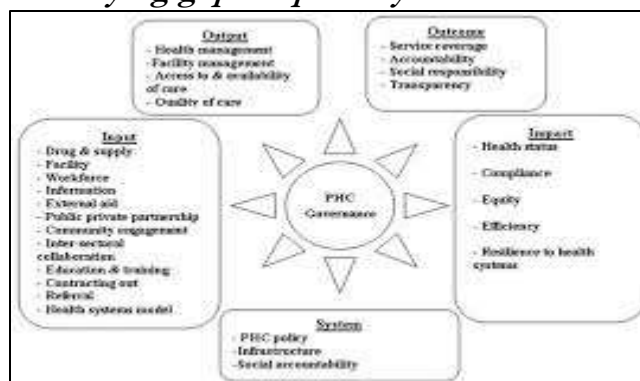 Output
- Health management
-Facility management
- Access to & availability
of care
- Quality of care
Outcome
- Service coverage
- Accountability
- Social responsibility
- Transparency
Input
- Drug & supply
- Facility
- Workforce
- Information
- External aid
- Public private partnership
- Community engagement
- Inter-sectoral
collaboration
- Education & training
- Contracting out
- Referral
- Health systems model
PHC
Governance
Impact
- Health status
- Compliance
- Equity
- Efficiency
- Resilience to health
systems
System
- PHC policy
-Infrastructure
-Social accountability